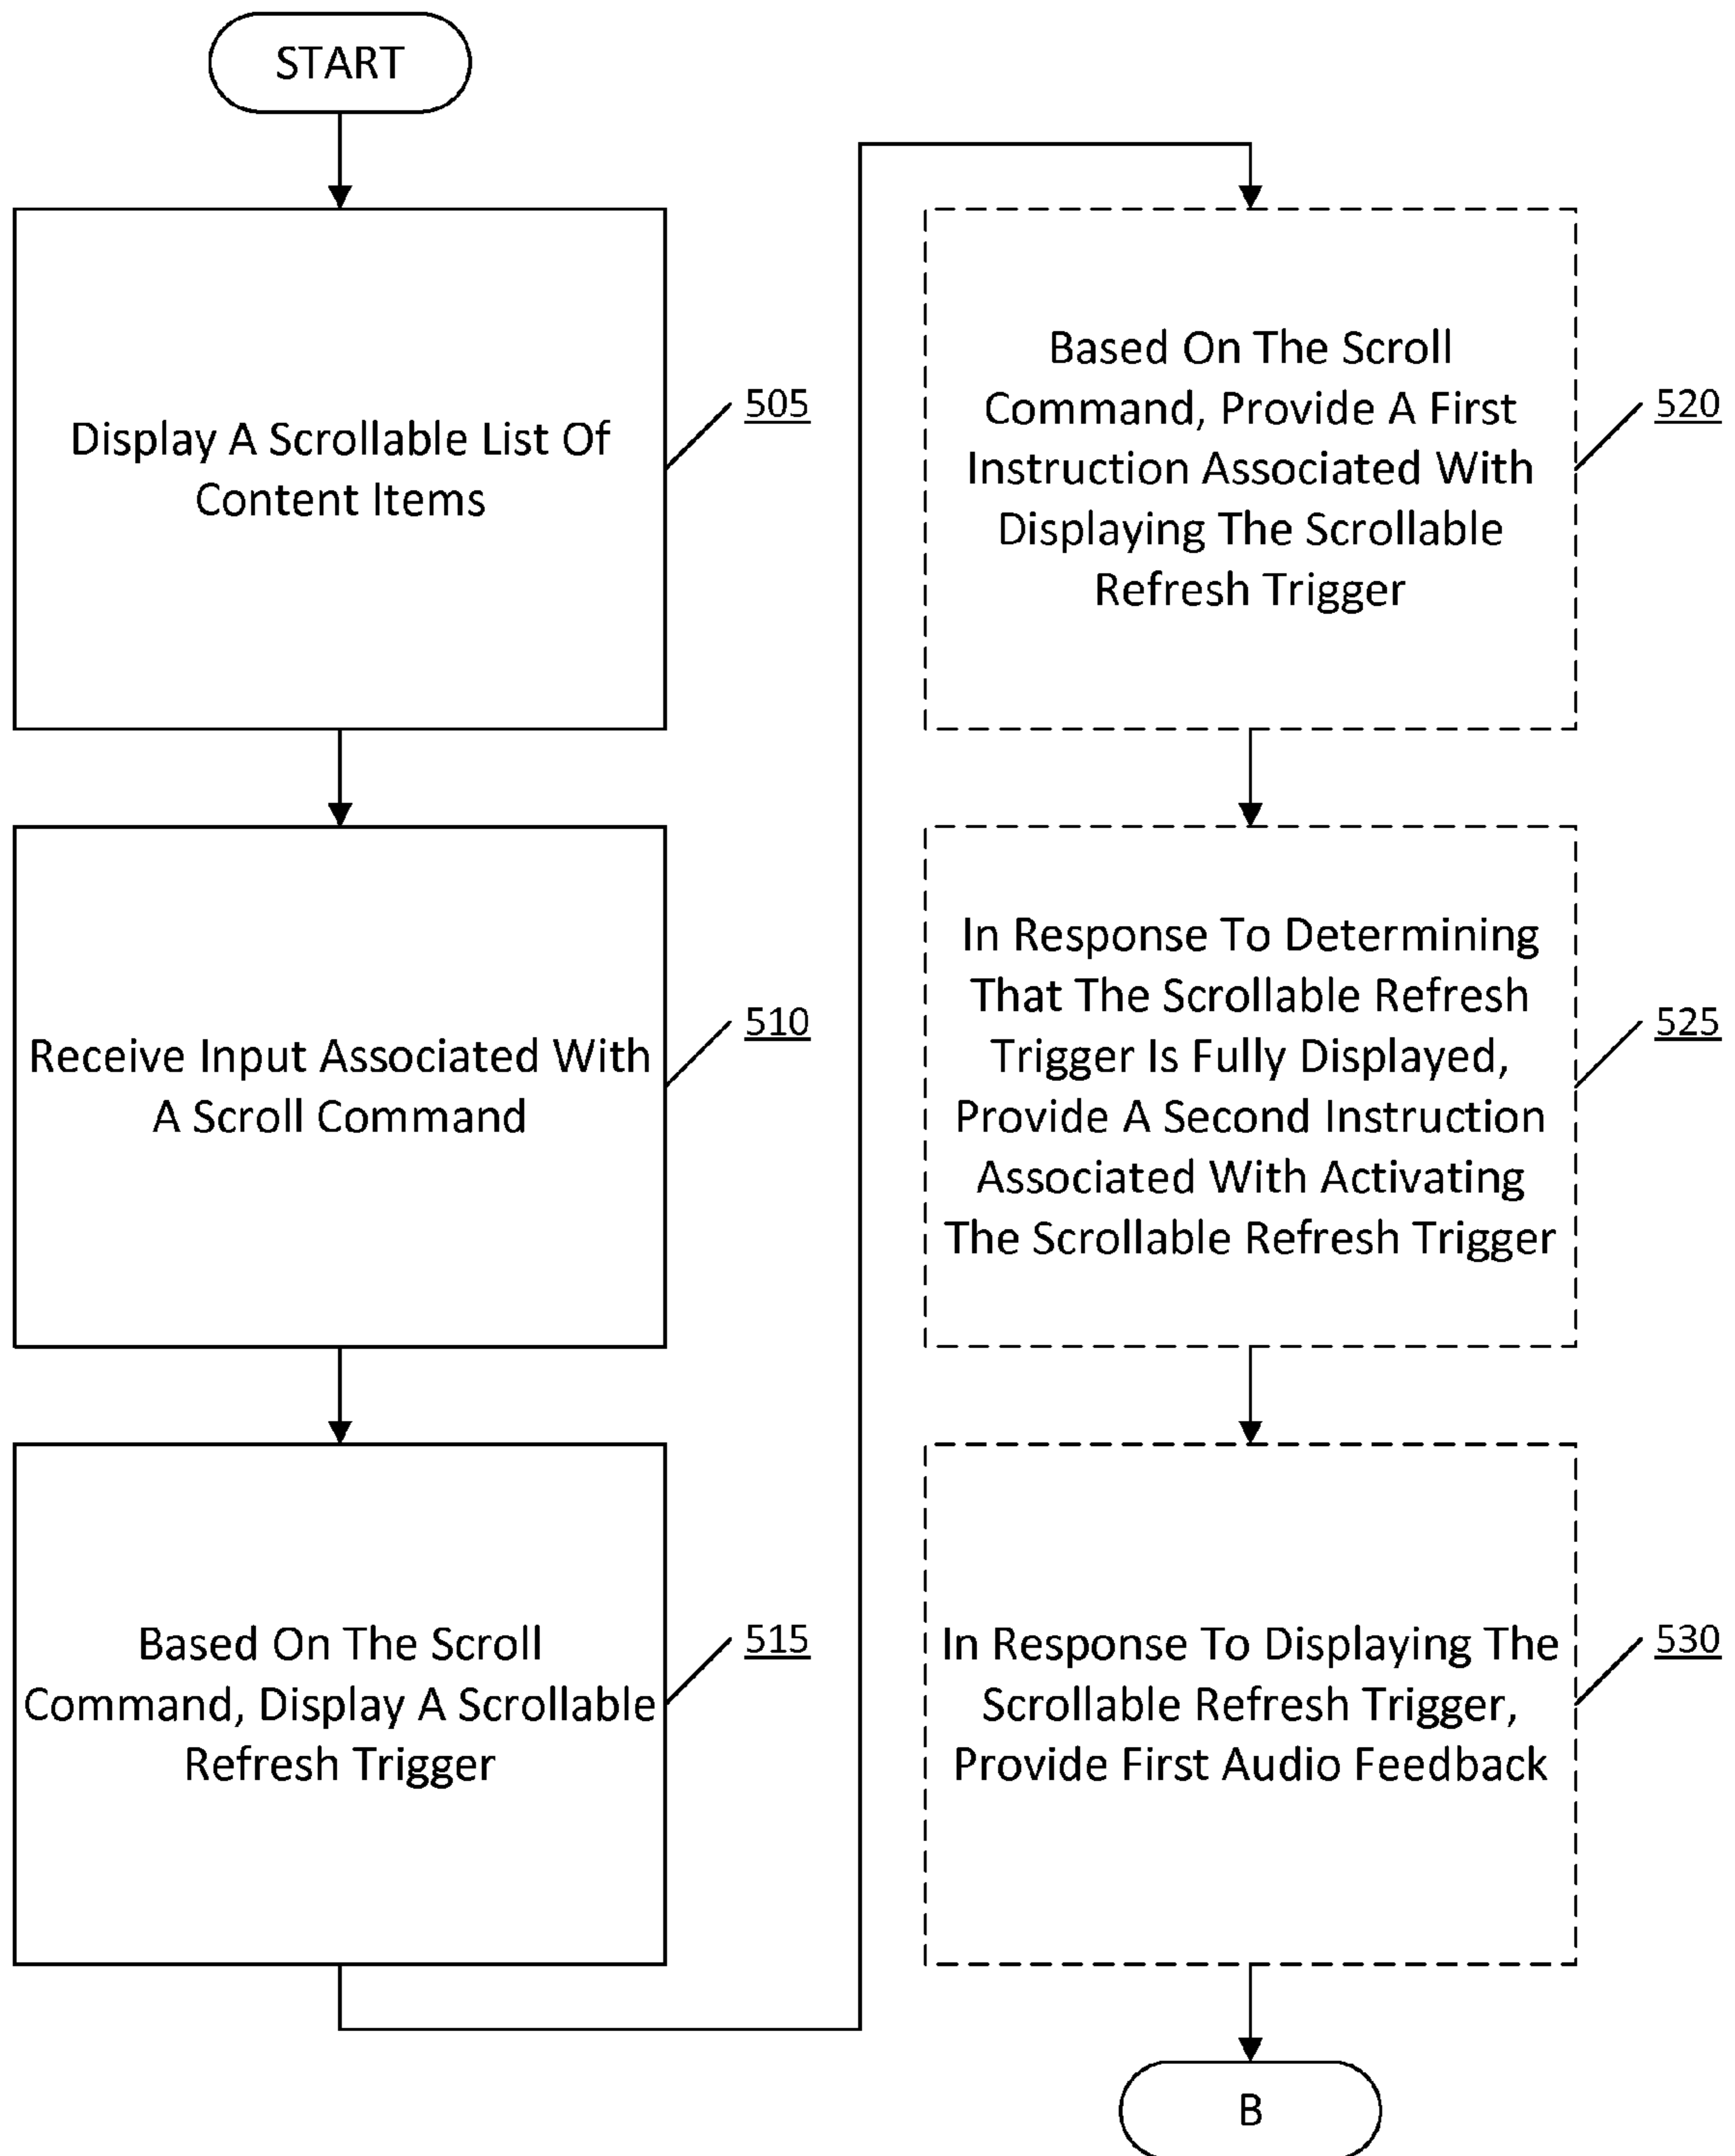 START
Display A Scrollable List Of
Content Items
505
Receive Input Associated With
A Scroll Command
510
Based On The Scroll
Command, Display A Scrollable
Refresh Trigger
515
Based On The Scroll
Command, Provide A First
Instruction Associated With
Displaying The Scrollable
Refresh Trigger
520
In Response To Determining
That The Scrollable Refresh
Trigger Is Fully Displayed,
Provide A Second Instruction
Associated With Activating
The Scrollable Refresh Trigger
525
In Response To Displaying The
Scrollable Refresh Trigger,
Provide First Audio Feedback
530
B